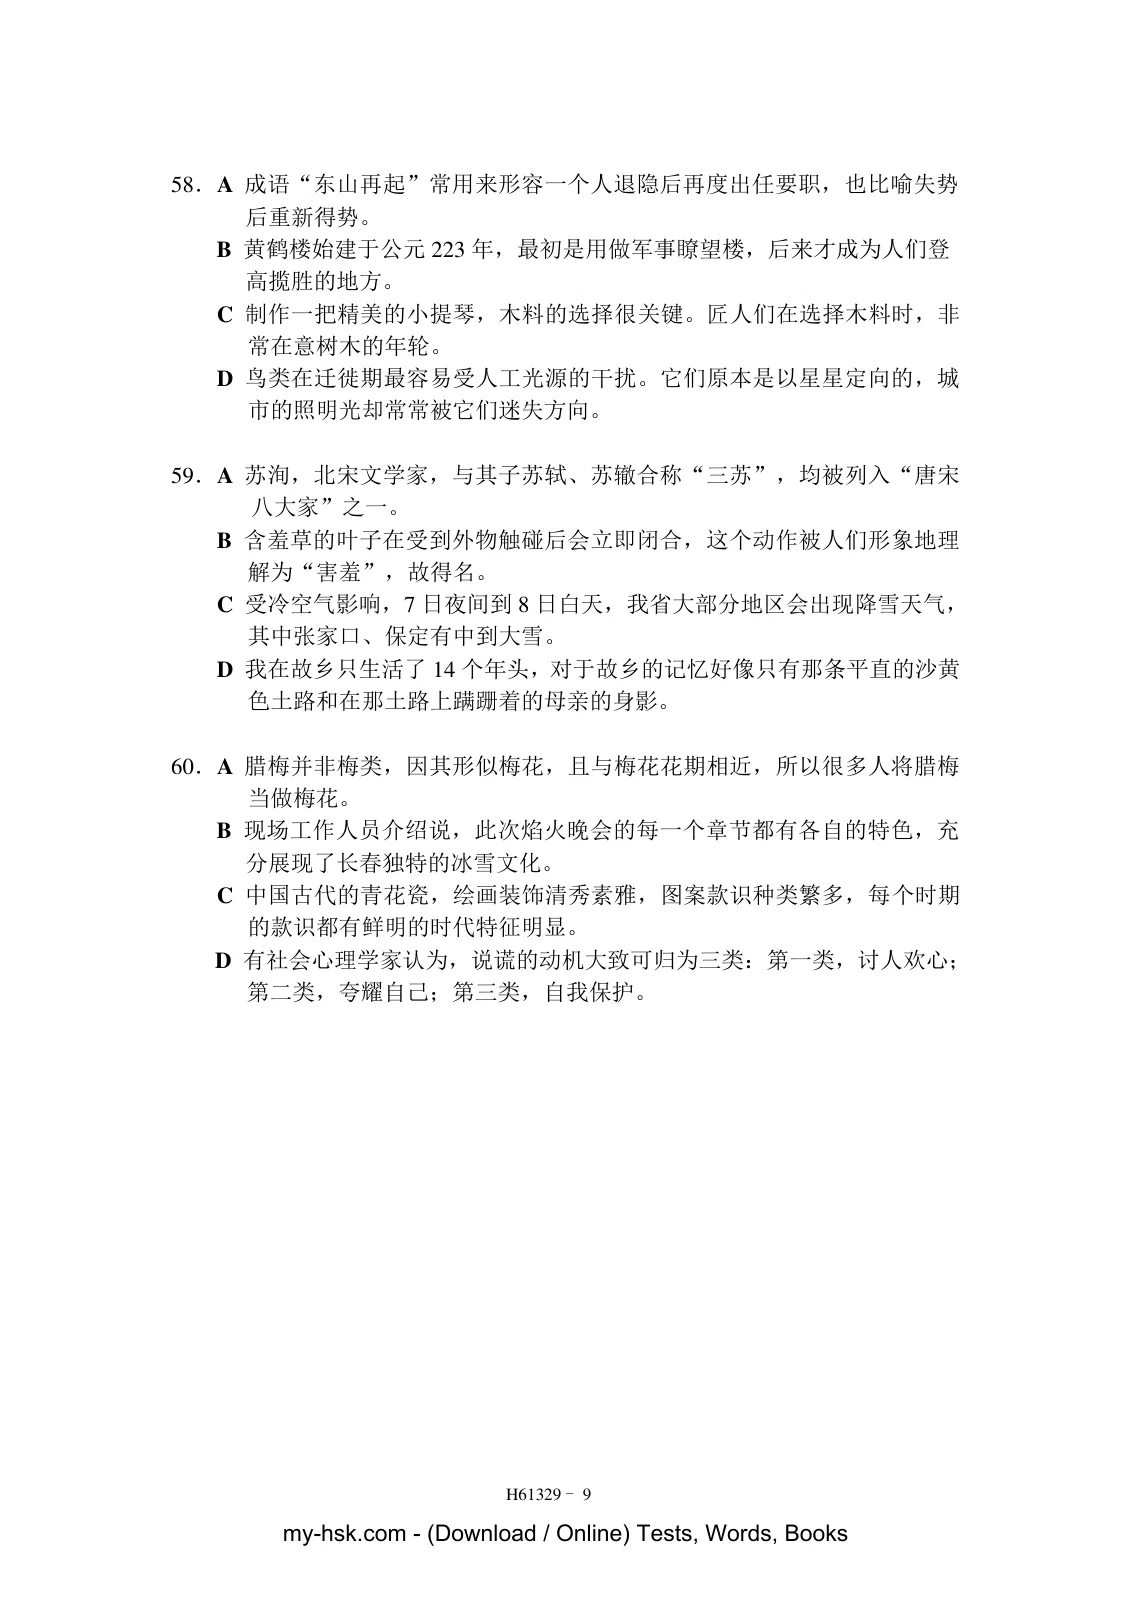 58．A 成语“东山再起”常用来形容一个人退隐后再度出任要职，也比喻失势
后重新得势。
B 黄鹤楼始建于公元 223 年，最初是用做军事瞭望楼，后来才成为人们登
高揽胜的地方。
C 制作一把精美的小提琴，木料的选择很关键。匠人们在选择木料时，非
常在意树木的年轮。
D 鸟类在迁徙期最容易受人工光源的干扰。它们原本是以星星定向的，城
市的照明光却常常被它们迷失方向。
59．A 苏洵，北宋文学家，与其子苏轼、苏辙合称“三苏”，均被列入“唐宋
八大家”之一。
B 含羞草的叶子在受到外物触碰后会立即闭合，这个动作被人们形象地理
解为“害羞”，故得名。
C 受冷空气影响，7 日夜间到 8 日白天，我省大部分地区会出现降雪天气，
其中张家口、保定有中到大雪。
D 我在故乡只生活了 14 个年头，对于故乡的记忆好像只有那条平直的沙黄
色土路和在那土路上蹒跚着的母亲的身影。
60．A 腊梅并非梅类，因其形似梅花，且与梅花花期相近，所以很多人将腊梅
当做梅花。
B 现场工作人员介绍说，此次焰火晚会的每一个章节都有各自的特色，充
分展现了长春独特的冰雪文化。
C 中国古代的青花瓷，绘画装饰清秀素雅，图案款识种类繁多，每个时期
的款识都有鲜明的时代特征明显。
D 有社会心理学家认为，说谎的动机大致可归为三类：第一类，讨人欢心；
第二类，夸耀自己；第三类，自我保护。
H61329﹣ 9
my-hsk.com - (Download / Online) Tests, Words, Books